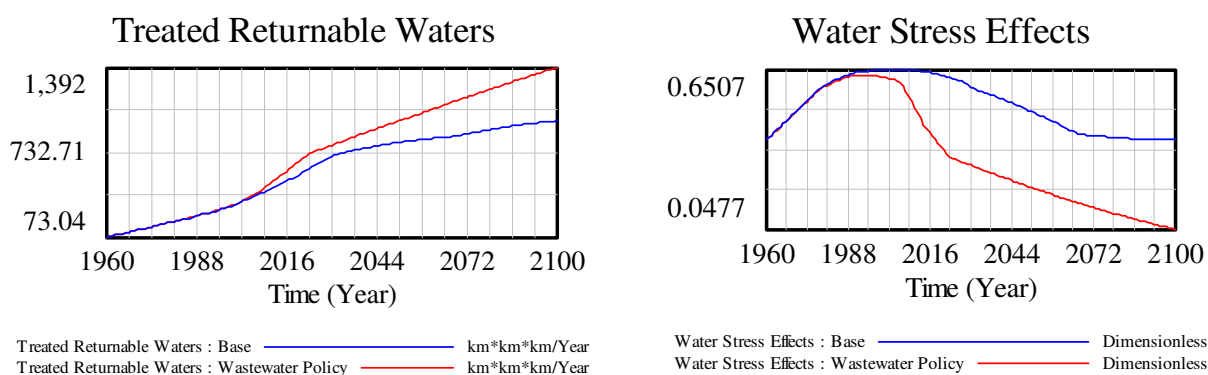 Treated Returnable Waters
1,392
732.71
73.04
1960 1988 2016 2044 2072 2100
Time (Year)
Treated Returnable Waters : Base km*km*km/Year
Treated Returnable Waters : Wastewater Policy km*km*km/Year
Water Stress Effects
0.6507
0.0477
1960 1988 2016 2044 2072 2100
Time (Year)
Water Stress Effects : Base Dimensionless
Water Stress Effects : Wastewater Policy Dimensionless